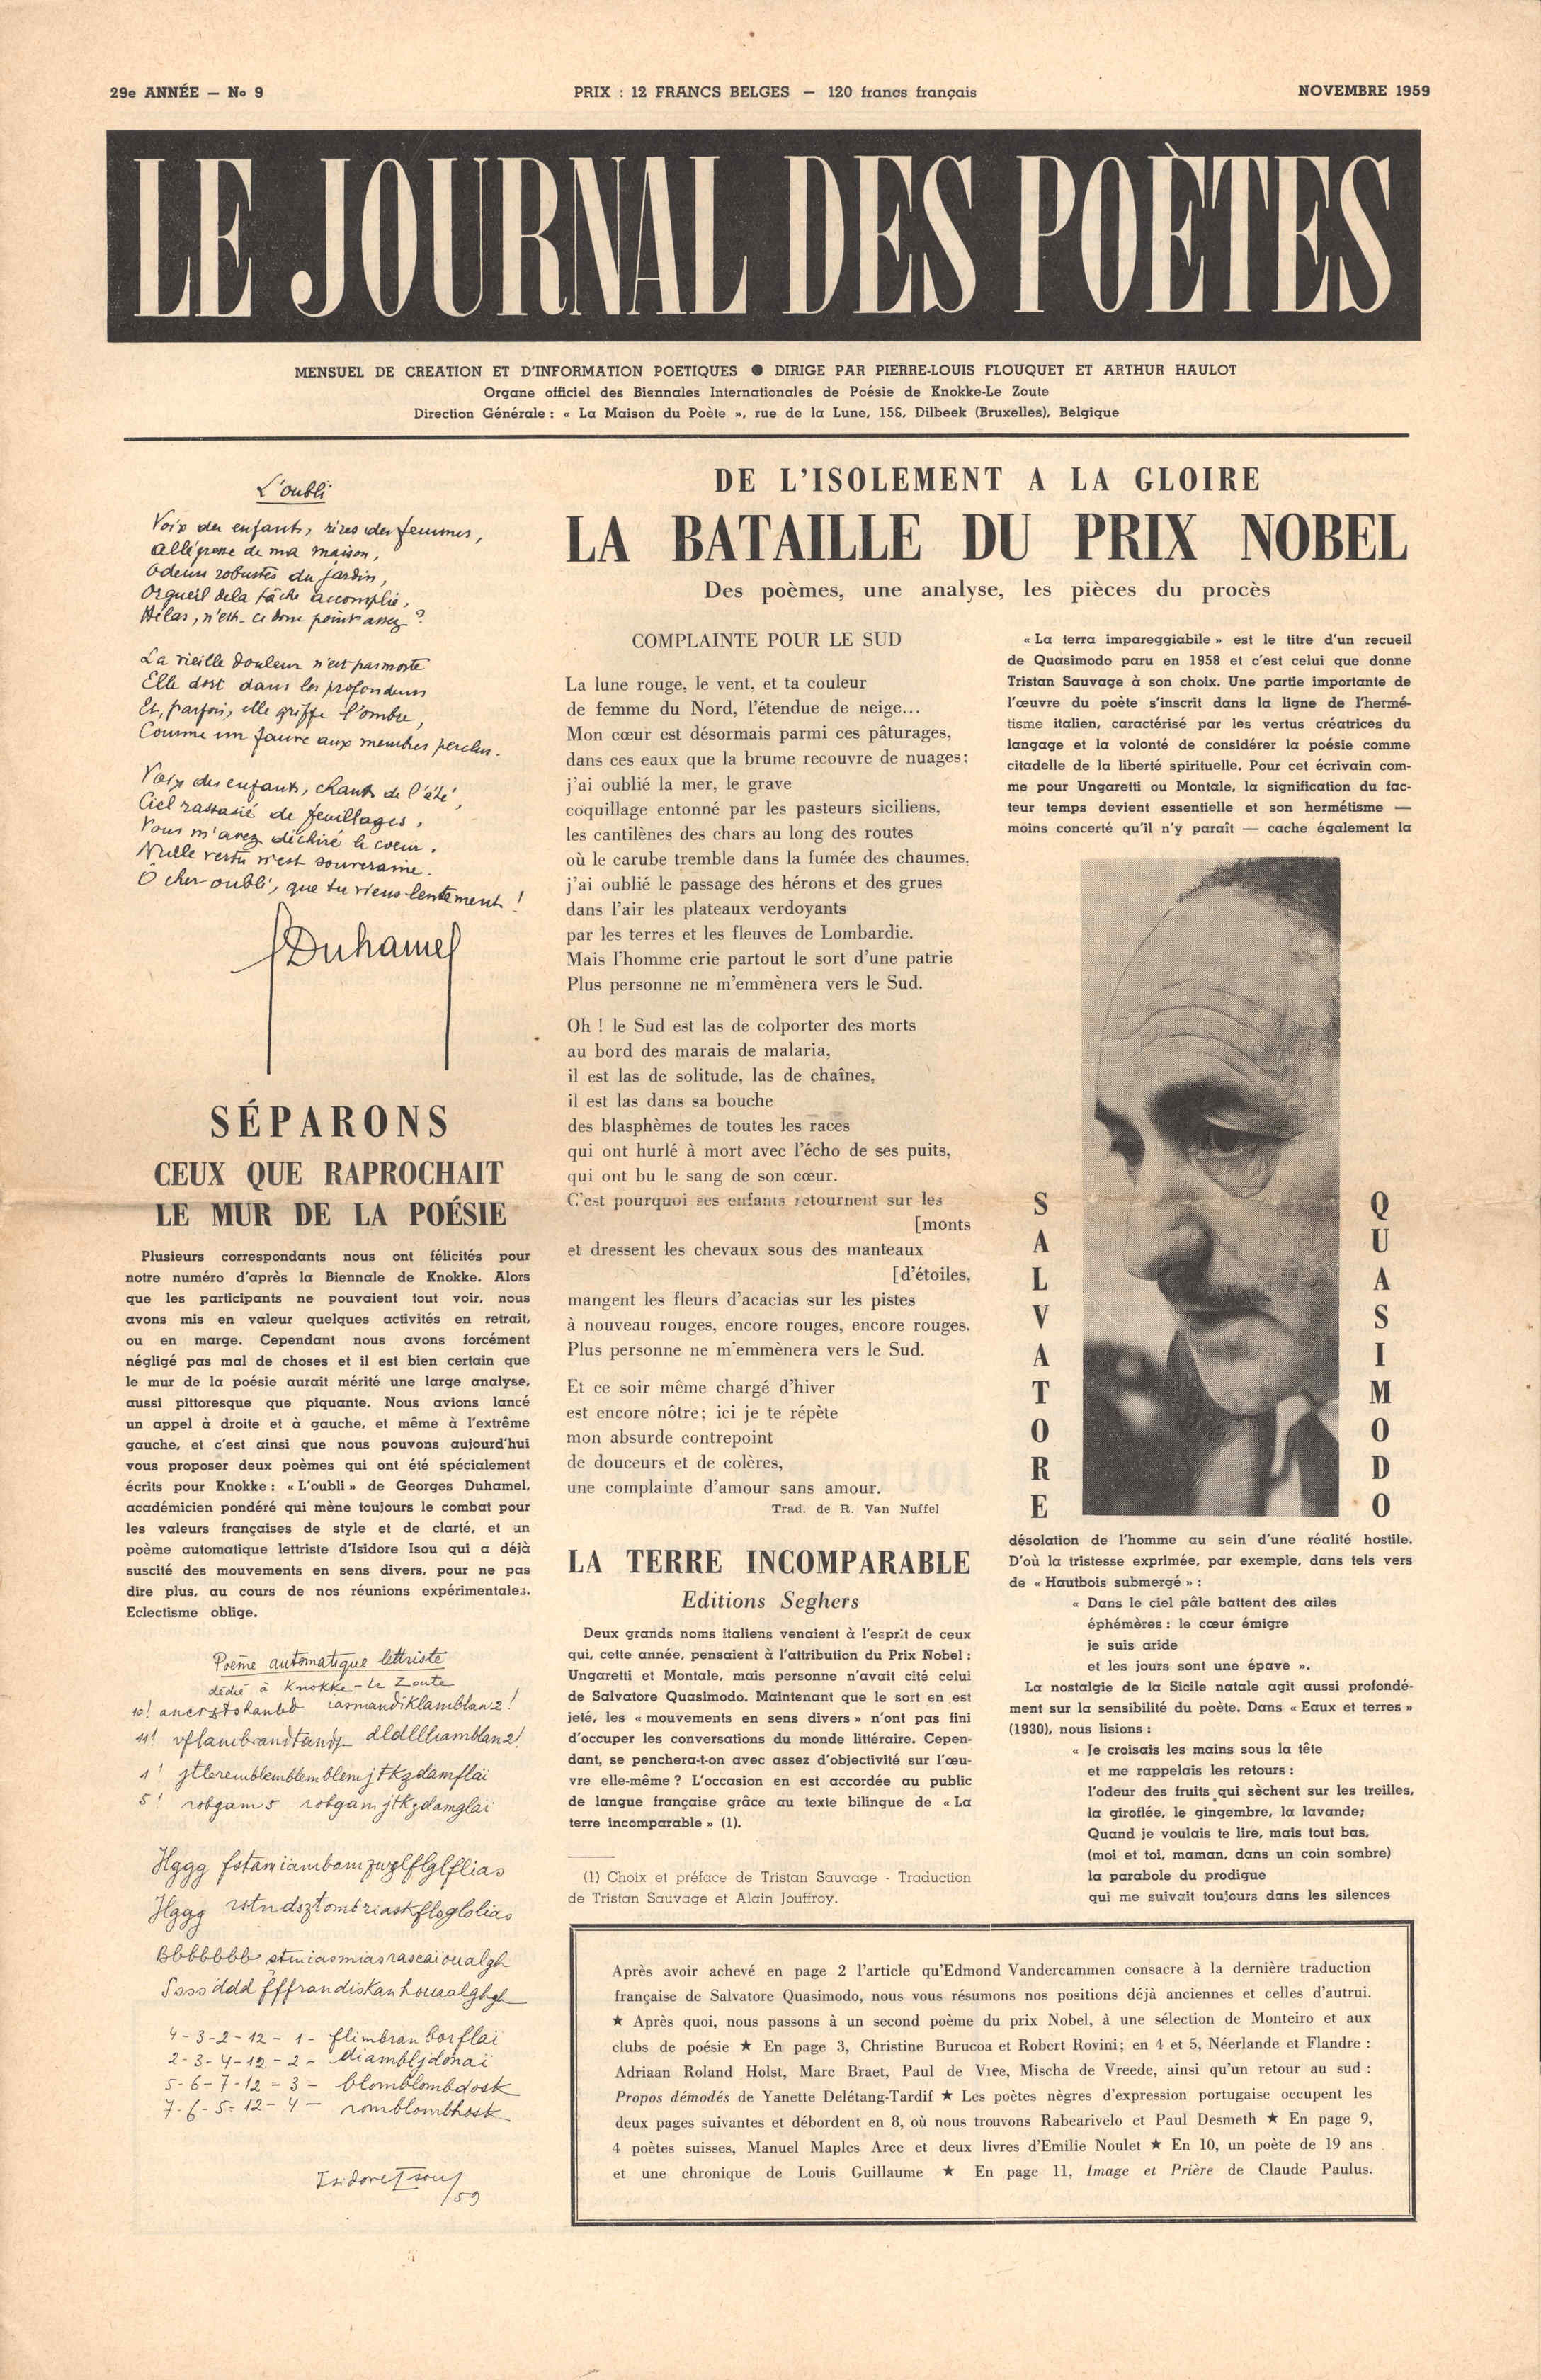 29e ANNÉE — No 9
PRIX : 12 FRANCS BELGES — 120 francs français
NOVEMBRE 1959
LE JOURNAL DES POÈTES
MENSUEL DE CREATION ET D'INFORMATION POETIQUES ● DIRIGE PAR PIERRE-LOUIS FLOUQUET ET ARTHUR HAULOT
Organe officiel des Biennales Internationales de Poésie de Knokke-Le Zoute
Direction Générale : « La Maison du Poète », rue de la Lune, 156, Dilbeek (Bruxelles), Belgique
L'oubli
Voix des enfants, rires des femmes,
Allégresse de ma maison,
Odeurs robustes du jardin,
Orgueil de la tâche accomplie,
Hélas, n'est-ce donc point assez ?
La vieille douleur n'est pas morte
Elle dort dans les profondeurs
Et, parfois, elle griffe l'ombre,
Comme un fauve aux membres perclus.
Voix des enfants, chants de l'été,
Ciel rassasié de feuillages,
Vous m'avez déchiré le coeur.
Nulle vertu n'est souveraine.
O cher oubli, que tu viens lentement !
GDuhamel
SÉPARONS
CEUX QUE RAPROCHAIT
LE MUR DE LA POÉSIE
Plusieurs correspondants nous ont félicités pour
notre numéro d'après la Biennale de Knokke. Alors
que les participants ne pouvaient tout voir, nous
avons mis en valeur quelques activités en retrait,
ou en marge. Cependant nous avons forcément
négligé pas mal de choses et il est bien certain que
le mur de la poésie aurait mérité une large analyse,
aussi pittoresque que piquante. Nous avions lancé
un appel à droite et à gauche, et même à l'extrême
gauche, et c'est ainsi que nous pouvons aujourd'hui
vous proposer deux poèmes qui ont été spécialement
écrits pour Knokke : « L'oubli » de Georges Duhamel,
académicien pondéré qui mène toujours le combat pour
les valeurs françaises de style et de clarté, et un
poème automatique lettriste d'Isidore Isou qui a déjà
suscité des mouvements en sens divers, pour ne pas
dire plus, au cours de nos réunions expérimentales.
Eclectisme oblige.
Poème automatique lettriste
dédié à Knokke-Le Zoute
10!
11!
1! jtleremblemblemblemjtkzdamflaï
5! robgam5 robgamjtkzdamglaï
Hggg
Hggg
Bbbbbbb stmiasmiasrascaioualgh
Ssssddd fffrandiskanhouaalghgh
4-3-2-12-1- flimbranborflaï
2-3-4-12-2- diambljdonaï
5-6-7-12-3- blomblombdosk
7-6-5-12-4- romblombhosk
Isidore Isou
/59
DE L'ISOLEMENT A LA GLOIRE
LA BATAILLE DU PRIX NOBEL
Des poèmes, une analyse, les pièces du procès
COMPLAINTE POUR LE SUD
La lune rouge, le vent, et ta couleur
de femme du Nord, l'étendue de neige...
Mon cœur est désormais parmi ces pâturages,
dans ces eaux que la brume recouvre de nuages;
j'ai oublié la mer, le grave
coquillage entonné par les pasteurs siciliens,
les cantilènes des chars au long des routes
où le carube tremble dans la fumée des chaumes,
j'ai oublié le passage des hérons et des grues
dans l'air les plateaux verdoyants
par les terres et les fleuves de Lombardie.
Mais l'homme crie partout le sort d'une patrie
Plus personne ne m'emmènera vers le Sud.
Oh ! le Sud est las de colporter des morts
au bord des marais de malaria,
il est las de solitude, las de chaînes,
il est las dans sa bouche
des blasphèmes de toutes les races
qui ont hurlé à mort avec l'écho de ses puits,
qui ont bu le sang de son cœur.
C'est pourquoi ses enfants retournent sur les
[monts
et dressent les chevaux sous des manteaux
[d'étoiles,
mangent les fleurs d'acacias sur les pistes
à nouveau rouges, encore rouges, encore rouges.
Plus personne ne m'emmènera vers le Sud.
Et ce soir même chargé d'hiver
est encore nôtre; ici je te répète
mon absurde contrepoint
de douceurs et de colères,
une complainte d'amour sans amour.
Trad. de R. Van Nuffel
LA TERRE INCOMPARABLE
Editions Seghers
Deux grands noms italiens venaient à l'esprit de ceux
qui, cette année, pensaient à l'attribution du Prix Nobel :
Ungaretti et Montale, mais personne n'avait cité celui
de Salvatore Quasimodo. Maintenant que le sort en est
jeté, les « mouvements en sens divers » n'ont pas fini
d'occuper les conversations du monde littéraire. Cepen-
dant, se penchera-t-on avec assez d'objectivité sur l'œu-
vre elle-même ? L'occasion en est accordée au public
de langue française grâce au texte bilingue de « La
terre incomparable » (1).
(1) Choix et préface de Tristan Sauvage - Traduction
de Tristan Sauvage et Alain Jouffroy.
« La terra impareggiabile » est le titre d'un recueil
de Quasimodo paru en 1958 et c'est celui que donne
Tristan Sauvage à son choix. Une partie importante de
l'œuvre du poète s'inscrit dans la ligne de l'hermé-
tisme italien, caractérisé par les vertus créatrices du
langage et la volonté de considérer la poésie comme
citadelle de la liberté spirituelle. Pour cet écrivain com-
me pour Ungaretti ou Montale, la signification du fac-
teur temps devient essentielle et son hermétisme —
moins concerté qu'il n'y paraît — cache également la
SALVATORE
QUASIMODO
désolation de l'homme au sein d'une réalité hostile.
D'où la tristesse exprimée, par exemple, dans tels vers
de « Hautbois submergé » :
« Dans le ciel pâle battent des ailes
éphémères : le cœur émigre
je suis aride
et les jours sont une épave ».
La nostalgie de la Sicile natale agit aussi profondé-
ment sur la sensibilité du poète. Dans « Eaux et terres »
(1930), nous lisions :
« Je croisais les mains sous la tête
et me rappelais les retours :
l'odeur des fruits qui sèchent sur les treilles,
la giroflée, le gingembre, la lavande;
Quand je voulais te lire, mais tout bas,
(moi et toi, maman, dans un coin sombre)
la parabole du prodigue
qui me suivait toujours dans les silences
Après avoir achevé en page 2 l'article qu'Edmond Vandercammen consacre à la dernière traduction
française de Salvatore Quasimodo, nous vous résumons nos positions déjà anciennes et celles d'autrui.
★ Après quoi, nous passons à un second poème du prix Nobel, à une sélection de Monteiro et aux
clubs de poésie ★ En page 3, Christine Burucoa et Robert Rovini; en 4 et 5, Néerlande et Flandre :
Adriaan Roland Holst, Marc Braet, Paul de Vree, Mischa de Vreede, ainsi qu'un retour au sud :
Propos démodés de Yanette Delétang-Tardif ★ Les poètes nègres d'expression portugaise occupent les
deux pages suivantes et débordent en 8, où nous trouvons Rabearivelo et Paul Desmeth ★ En page 9,
4 poètes suisses, Manuel Maples Arce et deux livres d'Emilie Noulet ★ En 10, un poète de 19 ans
et une chronique de Louis Guillaume ★ En page 11, Image et Prière de Claude Paulus.